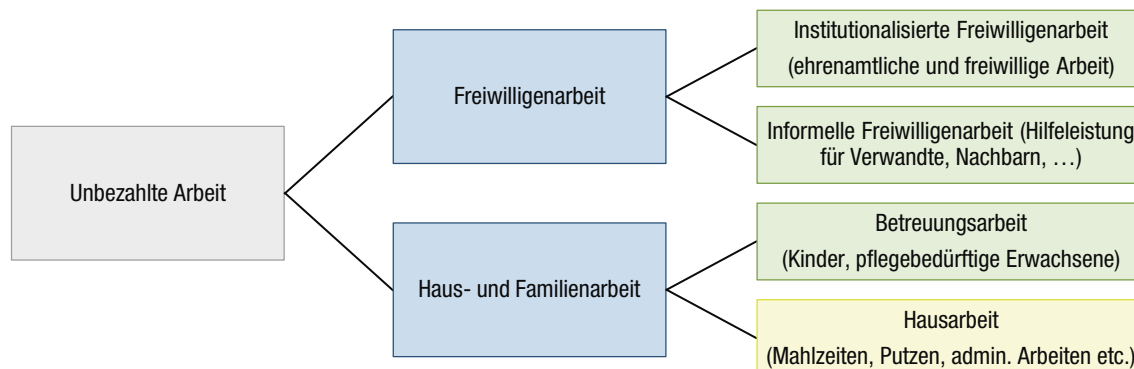 Institutionalisierte Freiwilligenarbeit
(ehrenamtliche und freiwillige Arbeit)
Freiwilligenarbeit
Informelle Freiwilligenarbeit (Hilfeleistung
für Verwandte, Nachbarn, …)
Unbezahlte Arbeit
Betreuungsarbeit
(Kinder, pflegebedürftige Erwachsene)
Haus- und Familienarbeit
Hausarbeit
(Mahlzeiten, Putzen, admin. Arbeiten etc.)